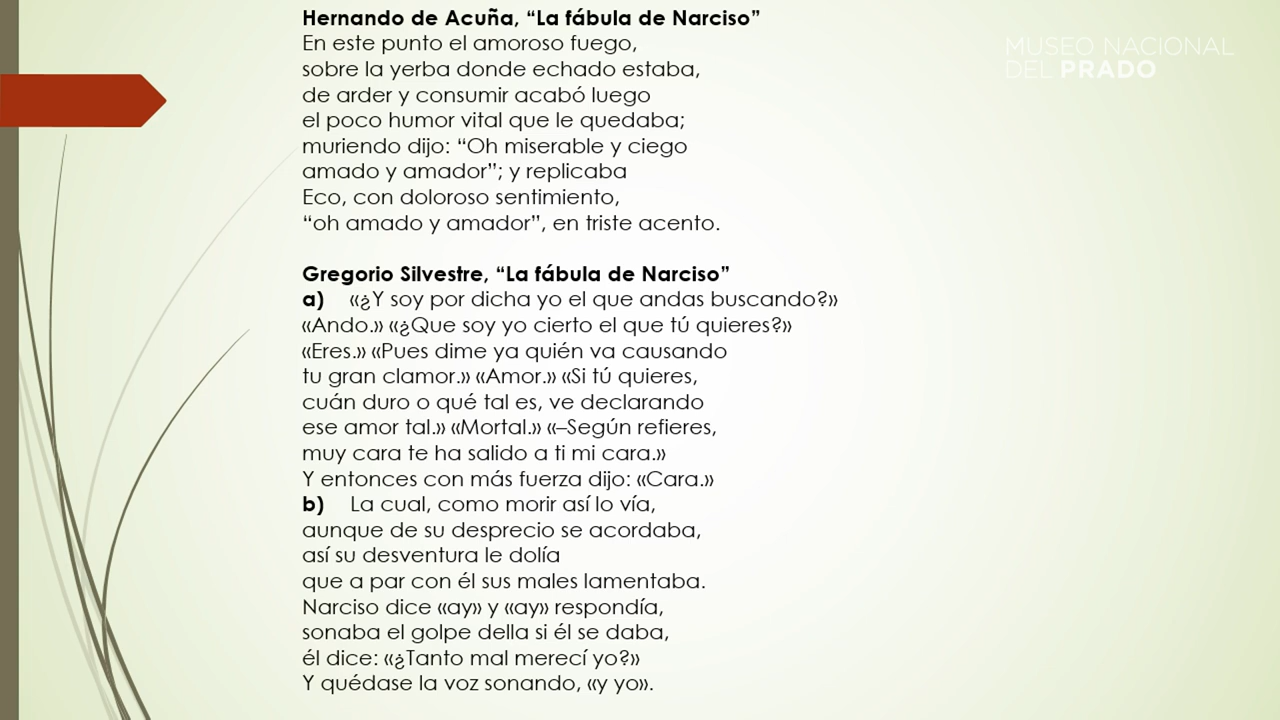 Hernando de Acuña, “La fábula de Narciso”
En este punto el amoroso fuego,
sobre la yerba donde echado estaba,
de arder y consumir acabó luego
el poco humor vital que le quedaba;
muriendo dijo: “Oh miserable y ciego
amado y amador”; y replicaba
Eco, con doloroso sentimiento,
“oh amado y amador”, en triste acento.
Gregorio Silvestre, “La fábula de Narciso”
a) «¿Y soy por dicha yo el que andas buscando?»
«Ando.» «¿Que soy yo cierto el que tú quieres?»
«Eres.» «Pues dime ya quién va causando
tu gran clamor.» «Amor.» «Si tú quieres,
cuán duro o qué tal es, ve declarando
ese amor tal.» «Mortal.» «–Según refieres,
muy cara te ha salido a ti mi cara.»
Y entonces con más fuerza dijo: «Cara.»
b) La cual, como morir así lo vía,
aunque de su desprecio se acordaba,
así su desventura le dolía
que a par con él sus males lamentaba.
Narciso dice «ay» y «ay» respondía,
sonaba el golpe della si él se daba,
él dice: «¿Tanto mal merecí yo?»
Y quédase la voz sonando, «y yo».
MUSEO NACIONAL
DEL PRADO